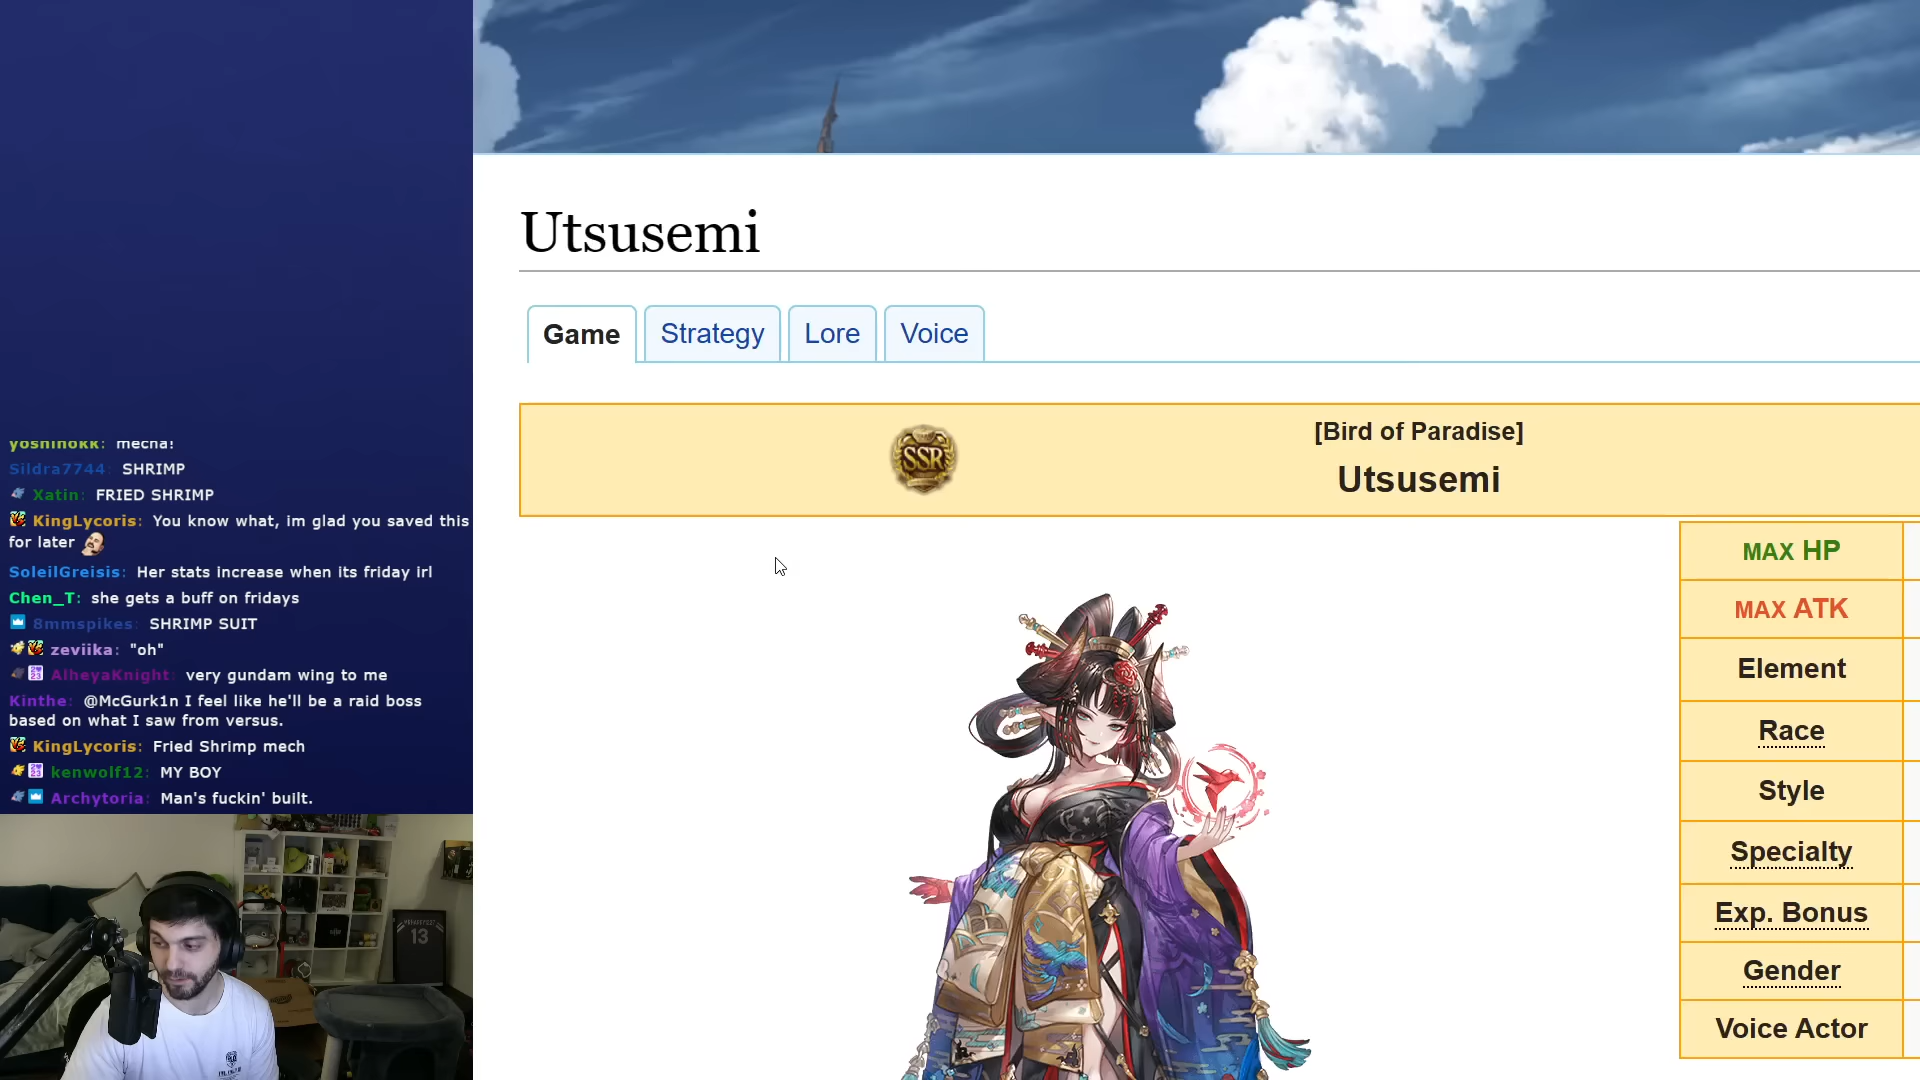 yoshinokk: mecha!
Sildra7744: SHRIMP
Xatin: FRIED SHRIMP
KingLycoris: You know what, im glad you saved this
for later
SoleilGreisis: Her stats increase when its friday irl
Chen_T: she gets a buff on fridays
8mmspikes: SHRIMP SUIT
zeviika: "oh"
AlheyaKnight: very gundam wing to me
Kinthe: @McGurk1n I feel like he'll be a raid boss
based on what I saw from versus.
KingLycoris: Fried Shrimp mech
kenwolf12: MY BOY
Archytoria: Man's fuckin' built.
13
Utsusemi
Game
Strategy
Lore
Voice
SSR
[Bird of Paradise]
Utsusemi
MAX HP
MAX ATK
Element
Race
Style
Specialty
Exp. Bonus
Gender
Voice Actor